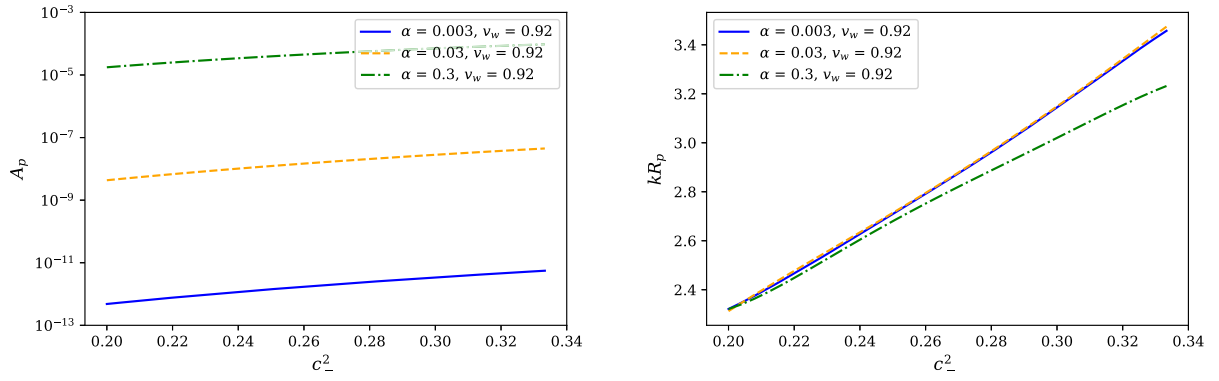 10⁻³
10⁻⁵
10⁻⁷
10⁻⁹
10⁻¹¹
10⁻¹³
A_p
α = 0.003, v_w = 0.92
α = 0.03, v_w = 0.92
α = 0.3, v_w = 0.92
0.20 0.22 0.24 0.26 0.28 0.30 0.32 0.34
c₋²
3.4
3.2
3.0
2.8
2.6
2.4
kR_p
α = 0.003, v_w = 0.92
α = 0.03, v_w = 0.92
α = 0.3, v_w = 0.92
0.20 0.22 0.24 0.26 0.28 0.30 0.32 0.34
c₋²